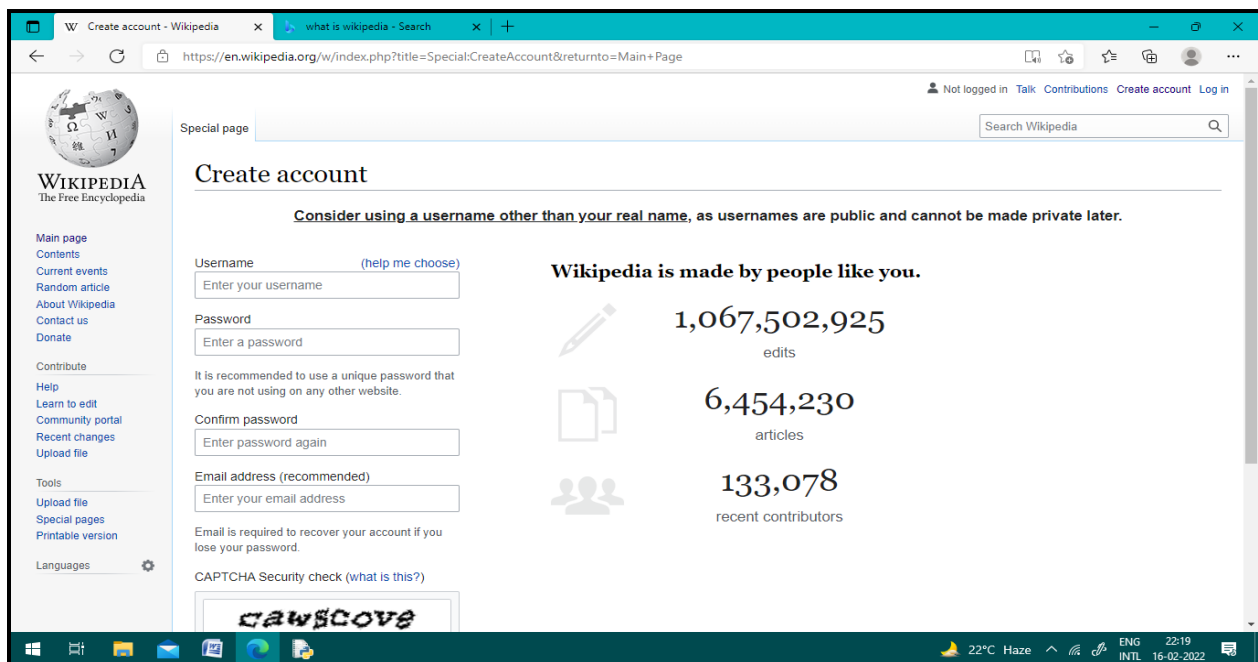 Create account - Wikipedia
what is wikipedia - Search
https://en.wikipedia.org/w/index.php?title=Special:CreateAccount&returnto=Main+Page
Not logged in Talk Contributions Create account Log in
Special page
Search Wikipedia
WIKIPEDIA
The Free Encyclopedia
Main page
Contents
Current events
Random article
About Wikipedia
Contact us
Donate
Contribute
Help
Learn to edit
Community portal
Recent changes
Upload file
Tools
Upload file
Special pages
Printable version
Languages
Create account
Consider using a username other than your real name, as usernames are public and cannot be made private later.
Username (help me choose)
Enter your username
Password
Enter a password
It is recommended to use a unique password that
you are not using on any other website.
Confirm password
Enter password again
Email address (recommended)
Enter your email address
Email is required to recover your account if you
lose your password.
CAPTCHA Security check (what is this?)
cawscove
Wikipedia is made by people like you.
1,067,502,925
edits
6,454,230
articles
133,078
recent contributors
22°C Haze
ENG
INTL
22:19
16-02-2022